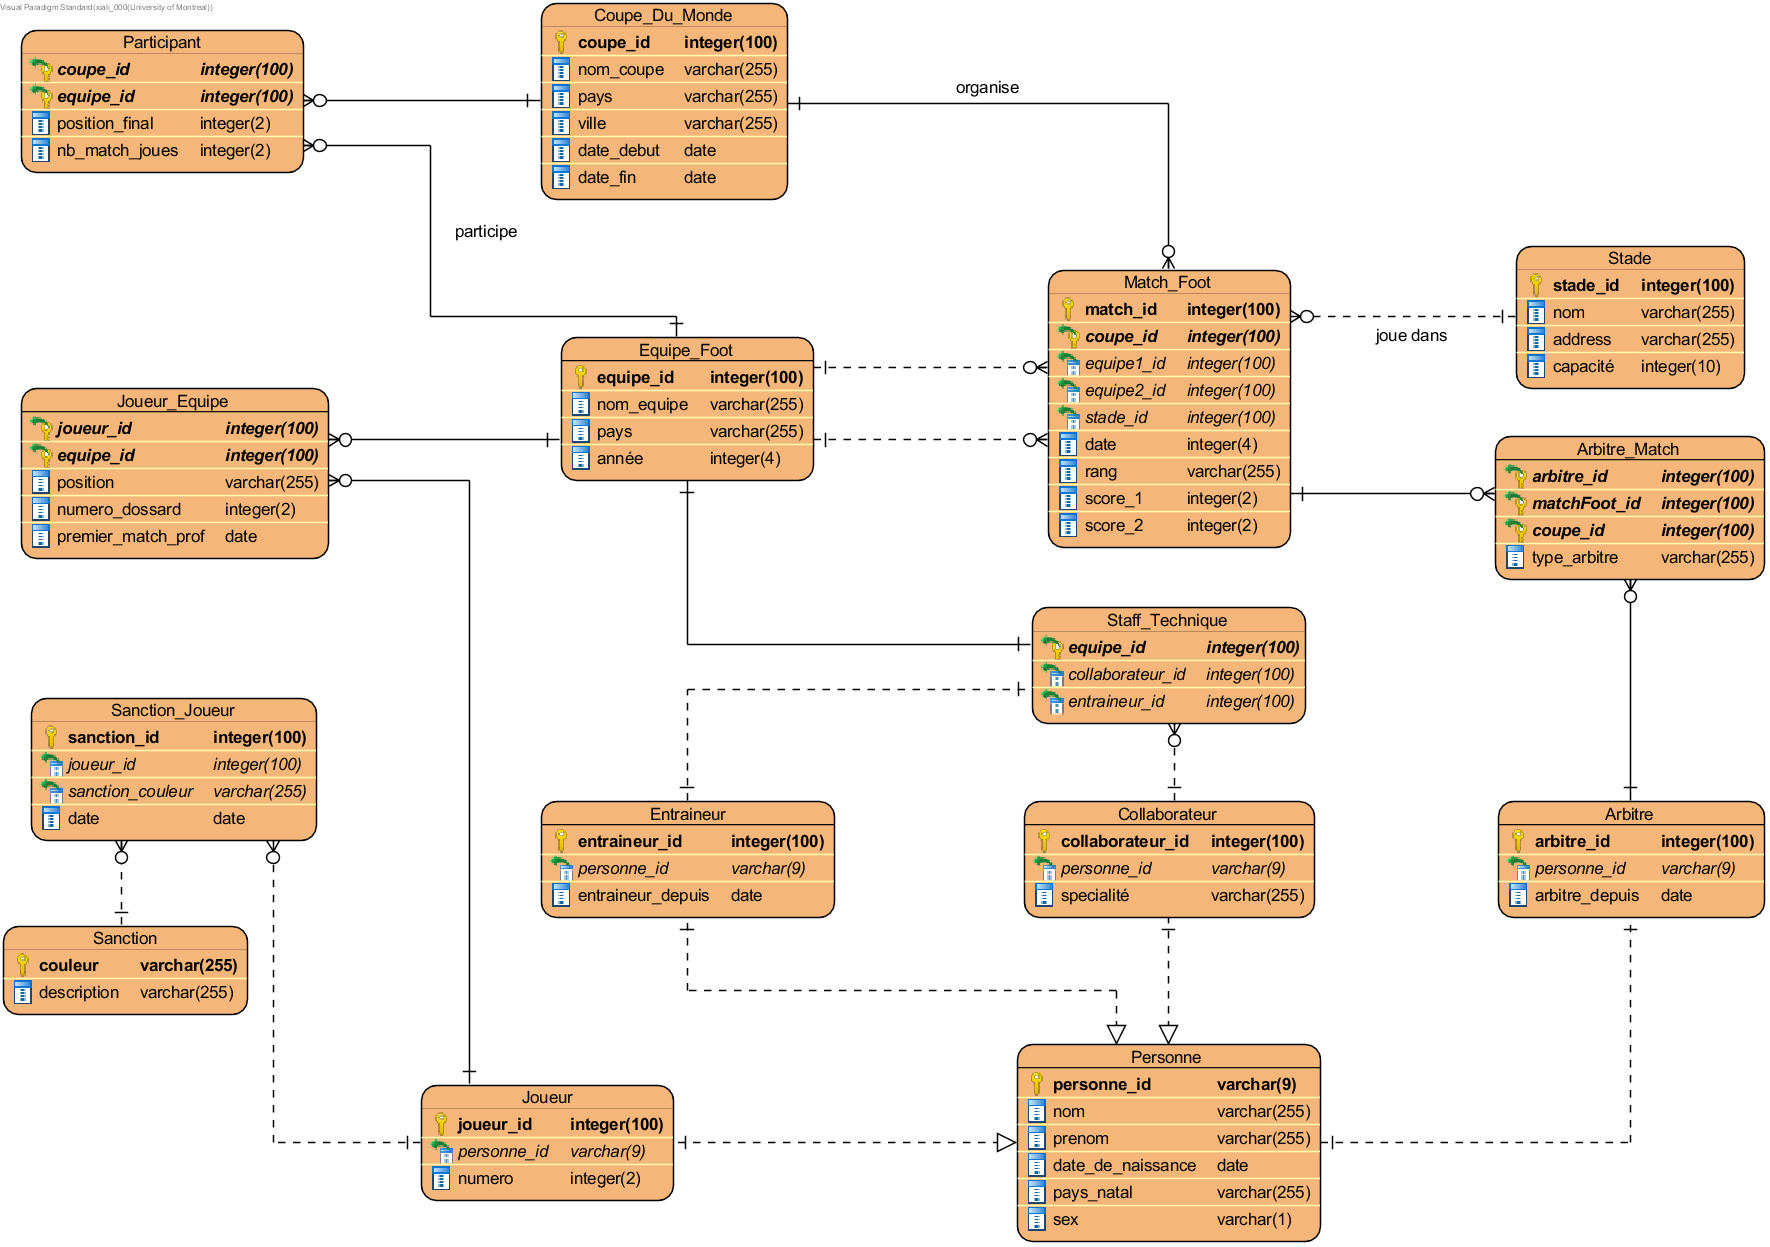 Visual Paradigm Standard(xiali_000(University of Montreal))
Participant
coupe_id integer(100)
equipe_id integer(100)
position_final integer(2)
nb_match_joues integer(2)
Coupe_Du_Monde
coupe_id integer(100)
nom_coupe varchar(255)
pays varchar(255)
ville varchar(255)
date_debut date
date_fin date
organise
participe
Match_Foot
match_id integer(100)
coupe_id integer(100)
equipe1_id integer(100)
equipe2_id integer(100)
stade_id integer(100)
date integer(4)
rang varchar(255)
score_1 integer(2)
score_2 integer(2)
Stade
stade_id integer(100)
nom varchar(255)
address varchar(255)
capacité integer(10)
joue dans
Equipe_Foot
equipe_id integer(100)
nom_equipe varchar(255)
pays varchar(255)
année integer(4)
Joueur_Equipe
joueur_id integer(100)
equipe_id integer(100)
position varchar(255)
numero_dossard integer(2)
premier_match_prof date
Arbitre_Match
arbitre_id integer(100)
matchFoot_id integer(100)
coupe_id integer(100)
type_arbitre varchar(255)
Staff_Technique
equipe_id integer(100)
collaborateur_id integer(100)
entraineur_id integer(100)
Sanction_Joueur
sanction_id integer(100)
joueur_id integer(100)
sanction_couleur varchar(255)
date date
Entraineur
entraineur_id integer(100)
personne_id varchar(9)
entraineur_depuis date
Collaborateur
collaborateur_id integer(100)
personne_id varchar(9)
specialité varchar(255)
Arbitre
arbitre_id integer(100)
personne_id varchar(9)
arbitre_depuis date
Sanction
couleur varchar(255)
description varchar(255)
Personne
personne_id varchar(9)
nom varchar(255)
prenom varchar(255)
date_de_naissance date
pays_natal varchar(255)
sex varchar(1)
Joueur
joueur_id integer(100)
personne_id varchar(9)
numero integer(2)